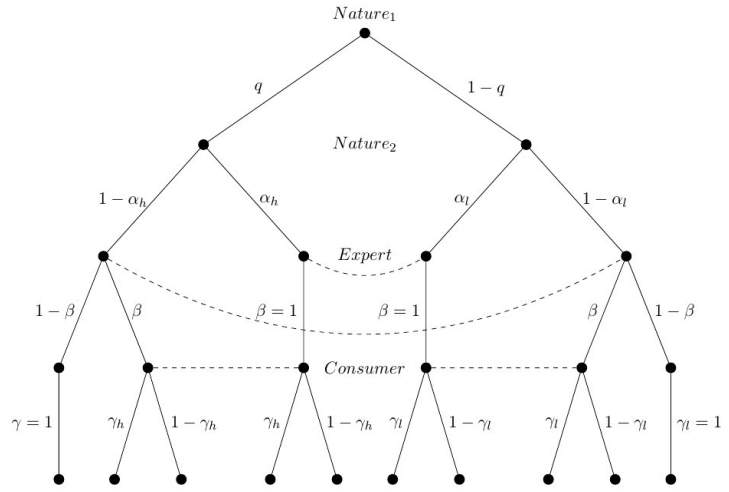 Nature₁
q
1 − q
Nature₂
1 − αₕ
αₕ
αₗ
1 − αₗ
Expert
1 − β
β
β = 1
β = 1
β
1 − β
Consumer
γ = 1
γₕ
1 − γₕ
γₕ
1 − γₕ
γₗ
1 − γₗ
γₗ
1 − γₗ
γₗ = 1